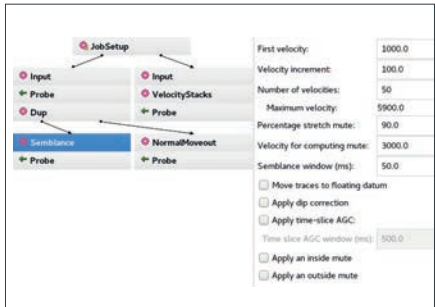 JobSetup
Input
Probe
Dup
Input
VelocityStacks
Probe
Semblance
Probe
NormalMoveout
Probe
First velocity: 1000.0
Velocity increment: 100.0
Number of velocities: 50
Maximum velocity: 5900.0
Percentage stretch mute: 90.0
Velocity for computing mute: 3000.0
Semblance window (ms): 50.0
Move traces to floating datum
Apply dip correction
Apply time-slice AGC:
Time slice AGC window (ms): 500.0
Apply an inside mute
Apply an outside mute